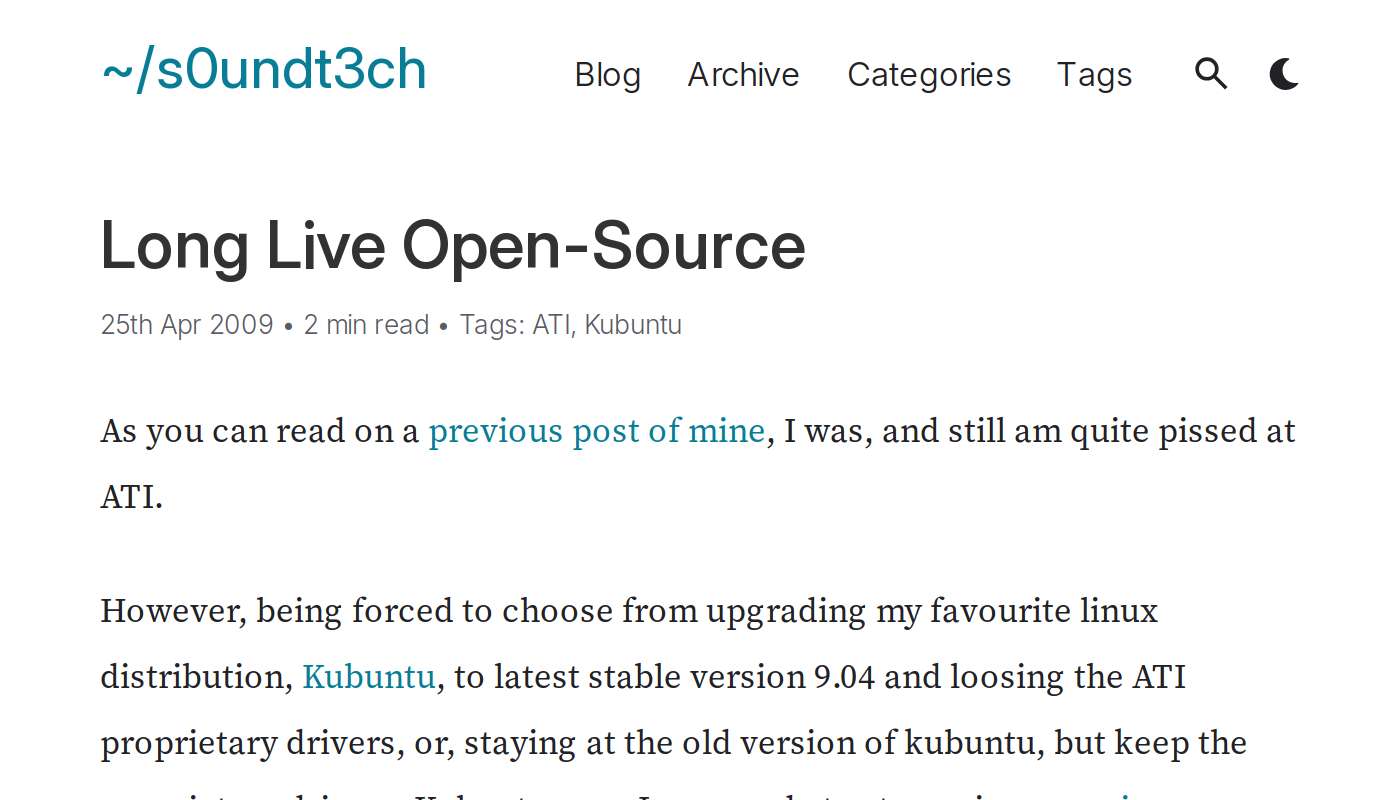 ~/s0undt3ch
Blog Archive Categories Tags
Long Live Open-Source
25th Apr 2009 • 2 min read • Tags: ATI, Kubuntu
As you can read on a previous post of mine, I was, and still am quite pissed at
ATI.
However, being forced to choose from upgrading my favourite linux
distribution, Kubuntu, to latest stable version 9.04 and loosing the ATI
proprietary drivers, or, staying at the old version of kubuntu, but keep the